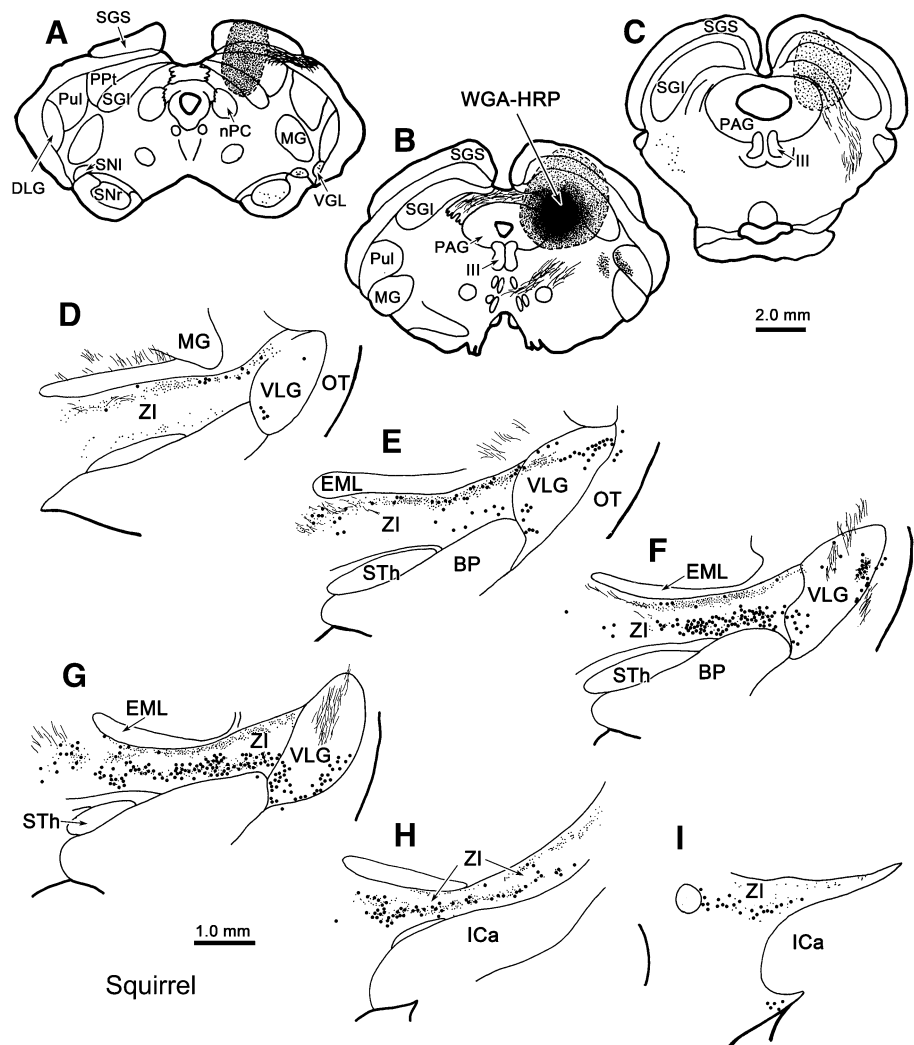 A
SGS
PPt
Pul
SGI
nPC
MG
DLG
SNl
SNr
VGL
WGA-HRP
B
SGS
SGI
PAG
Pul
III
MG
C
SGS
SGI
PAG
III
2.0 mm
D
MG
ZI
VLG
OT
E
EML
VLG
ZI
OT
STh
BP
F
EML
VLG
ZI
STh
BP
G
EML
ZI
VLG
STh
1.0 mm
Squirrel
H
ZI
ICa
I
ZI
ICa